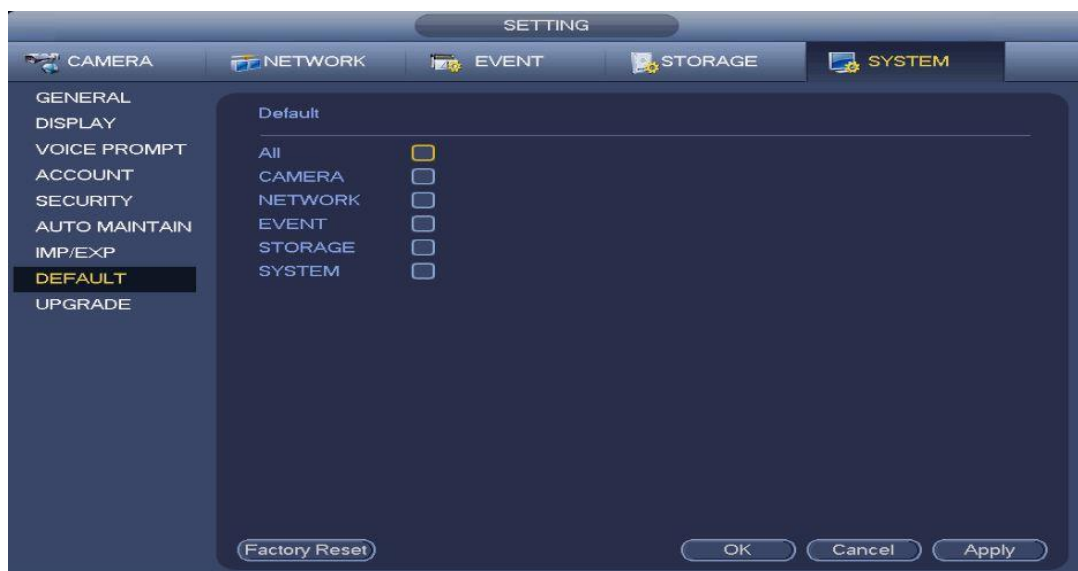 SETTING
CAMERA NETWORK EVENT STORAGE SYSTEM
GENERAL
DISPLAY
VOICE PROMPT
ACCOUNT
SECURITY
AUTO MAINTAIN
IMP/EXP
DEFAULT
UPGRADE
Default
All
CAMERA
NETWORK
EVENT
STORAGE
SYSTEM
Factory Reset OK Cancel Apply